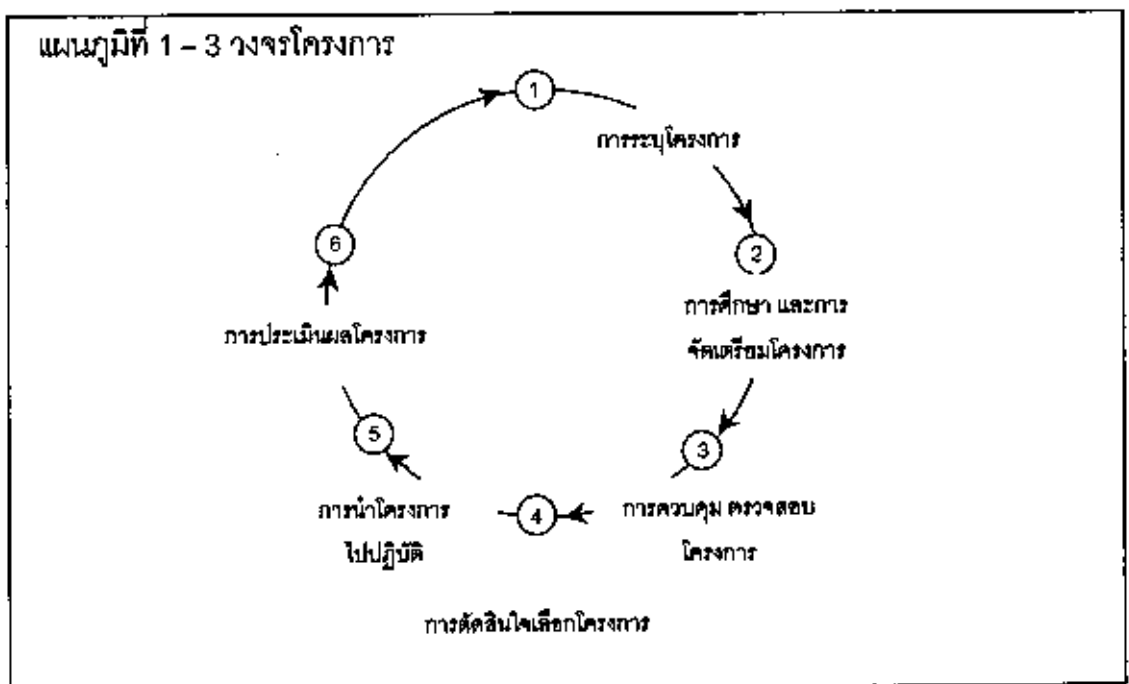 แผนภูมิที่ 1 – 3 วงจรโครงการ
1
การระบุโครงการ
2
การศึกษา และการ
จัดเตรียมโครงการ
3
การควบคุม ตรวจสอบ
โครงการ
4
การนำโครงการ
ไปปฏิบัติ
5
การประเมินผลโครงการ
6
การตัดสินใจเลือกโครงการ